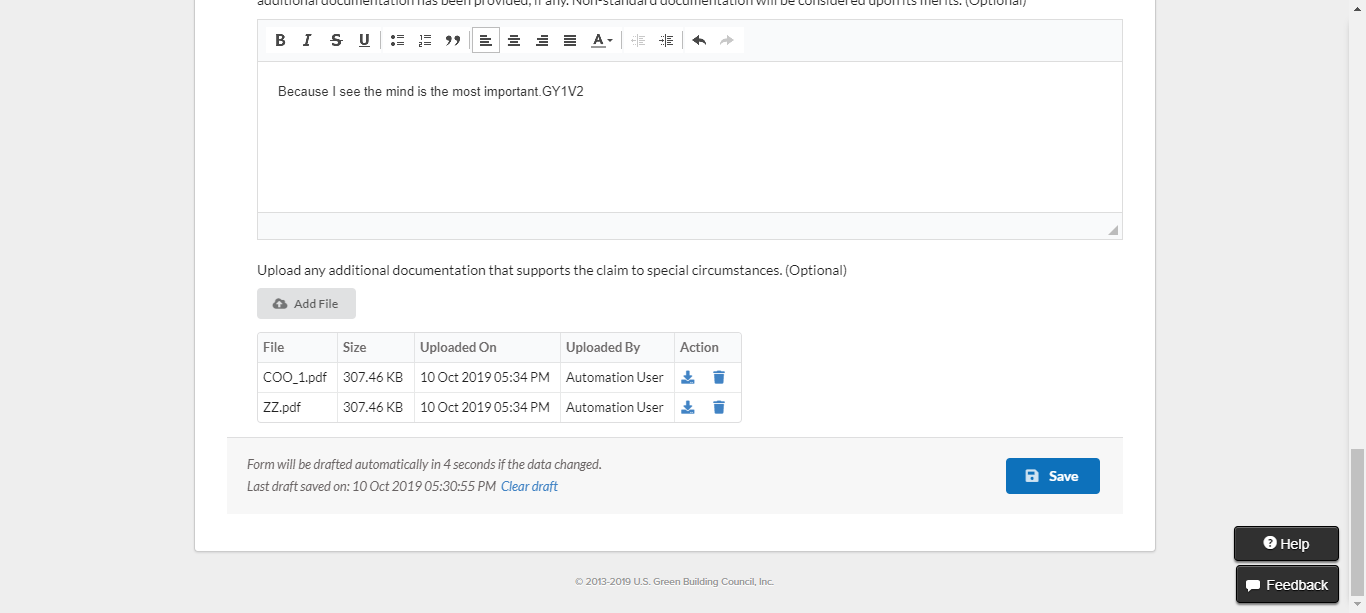 additional documentation has been provided, if any. Non-standard documentation will be considered upon its merits. (Optional)
B I S U A
Because I see the mind is the most important.GY1V2
Upload any additional documentation that supports the claim to special circumstances. (Optional)
Add File
File Size Uploaded On Uploaded By Action
COO_1.pdf 307.46 KB 10 Oct 2019 05:34 PM Automation User
ZZ.pdf 307.46 KB 10 Oct 2019 05:34 PM Automation User
Form will be drafted automatically in 4 seconds if the data changed.
Last draft saved on: 10 Oct 2019 05:30:55 PM Clear draft
Save
Help
Feedback
© 2013-2019 U.S. Green Building Council, Inc.